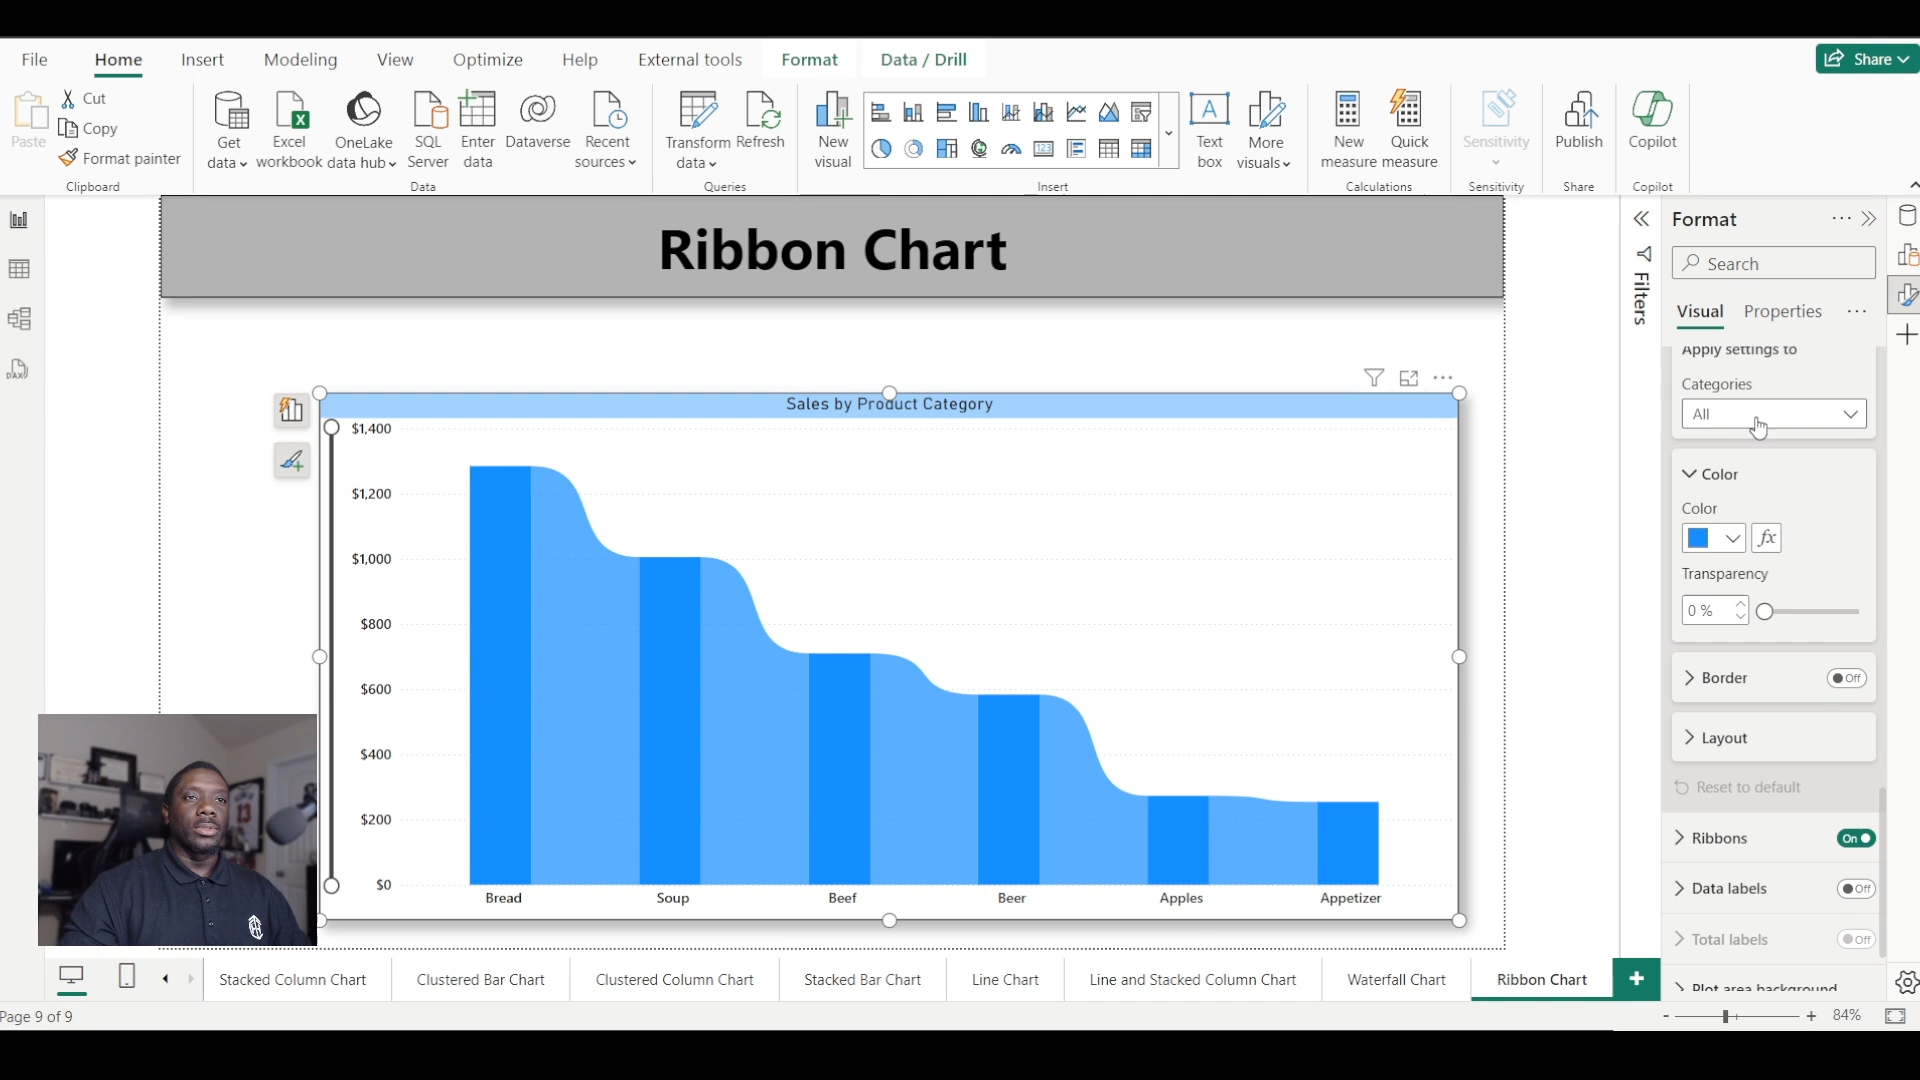 File Home Insert Modeling View Optimize Help External tools Format Data / Drill Share
Paste
Cut
Copy
Format painter
Clipboard
Get data
Excel workbook
OneLake data hub
SQL Server
Enter data
Dataverse
Recent sources
Data
Transform data
Refresh
Queries
New visual
123
Text box
More visuals
Insert
New measure
Quick measure
Calculations
Sensitivity
Sensitivity
Publish
Share
Copilot
Copilot
DAX
Ribbon Chart
Sales by Product Category
$1,400
$1,200
$1,000
$800
$600
$400
$200
$0
Bread Soup Beef Beer Apples Appetizer
Filters
Format
Search
Visual Properties
Apply settings to
Categories
All
Color
Color
fx
Transparency
0 %
Border Off
Layout
Reset to default
Ribbons On
Data labels Off
Total labels Off
Plot area background
Stacked Column Chart Clustered Bar Chart Clustered Column Chart Stacked Bar Chart Line Chart Line and Stacked Column Chart Waterfall Chart Ribbon Chart
Page 9 of 9
84%